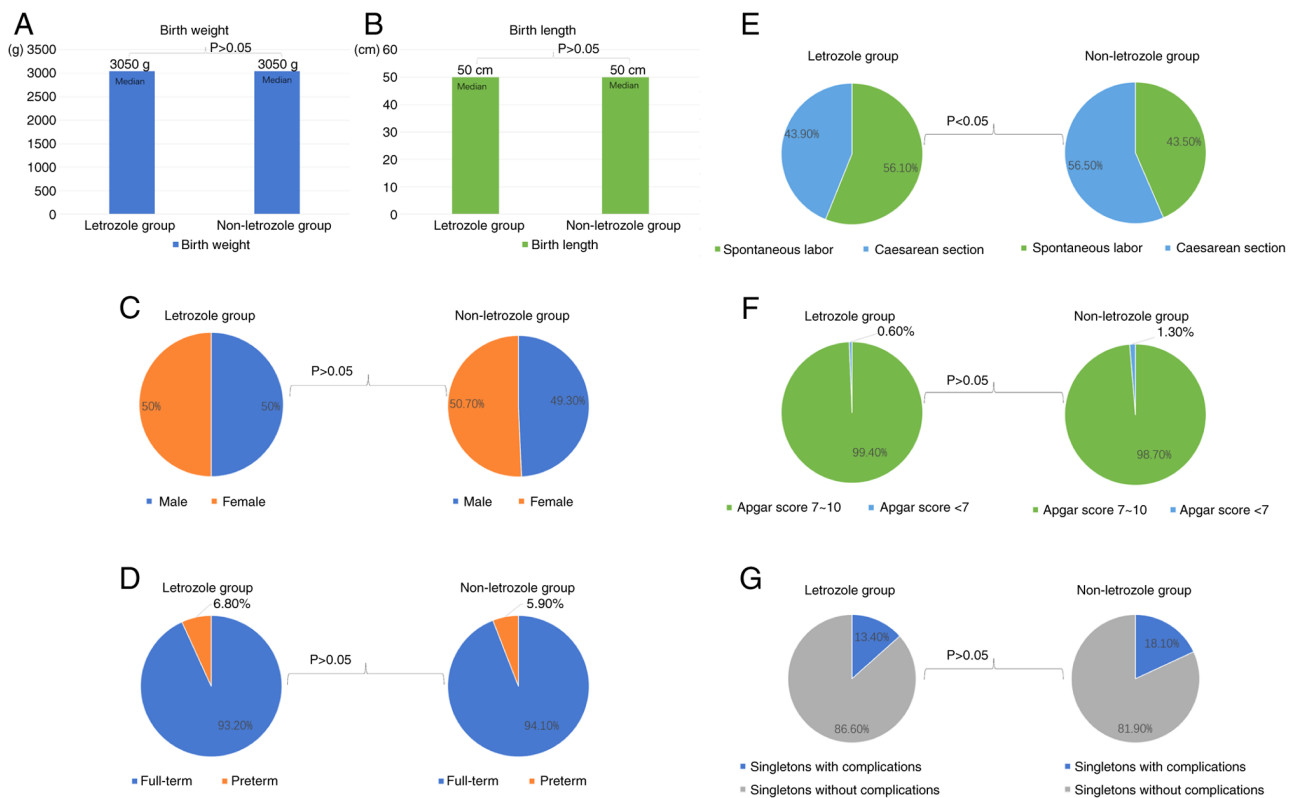 A
Birth weight
(g)
3500
3000
2500
2000
1500
1000
500
0
P>0.05
3050 g
Median
3050 g
Median
Letrozole group
Non-letrozole group
Birth weight
B
Birth length
(cm)
60
50
40
30
20
10
0
P>0.05
50 cm
Median
50 cm
Median
Letrozole group
Non-letrozole group
Birth length
C
Letrozole group
Non-letrozole group
P>0.05
50%
50%
50.70%
49.30%
Male
Female
Male
Female
D
Letrozole group
6.80%
Non-letrozole group
5.90%
P>0.05
93.20%
94.10%
Full-term
Preterm
Full-term
Preterm
E
Letrozole group
Non-letrozole group
P<0.05
43.90%
56.10%
56.50%
43.50%
Spontaneous labor
Caesarean section
Spontaneous labor
Caesarean section
F
Letrozole group
0.60%
Non-letrozole group
1.30%
P>0.05
99.40%
98.70%
Apgar score 7~10
Apgar score <7
Apgar score 7~10
Apgar score <7
G
Letrozole group
Non-letrozole group
P>0.05
13.40%
86.60%
18.10%
81.90%
Singletons with complications
Singletons without complications
Singletons with complications
Singletons without complications